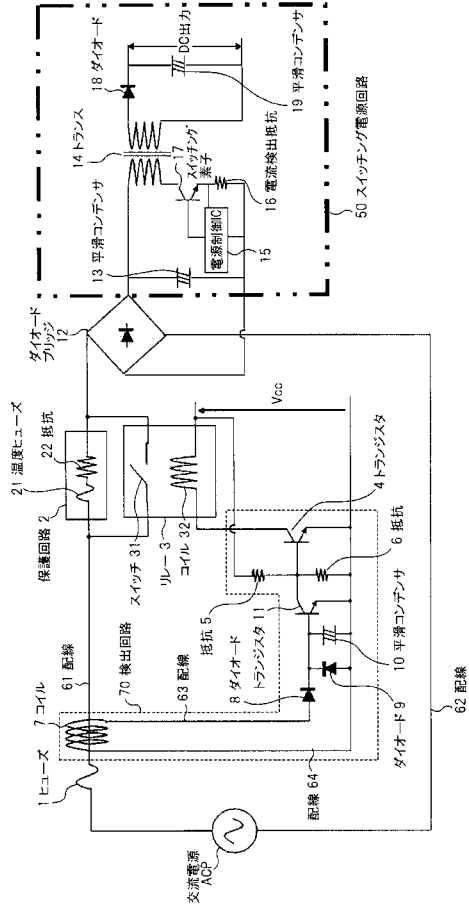 交流電源
ACP
1 ヒューズ
7 コイル
61 配線
70 検出回路
63 配線
8 ダイオード
トランジスタ
11
配線 64
ダイオード 9
10 平滑コンデンサ
62 配線
保護回路 2
21 温度ヒューズ
22 抵抗
スイッチ 31
リレー 3
コイル 32
抵抗 5
4 トランジスタ
6 抵抗
Vcc
ダイオード
ブリッジ
12
13 平滑コンデンサ
14 トランス
17
スイッチング
素子
電源制御IC
15
16 電流検出抵抗
18 ダイオード
DC出力
19 平滑コンデンサ
50 スイッチング電源回路